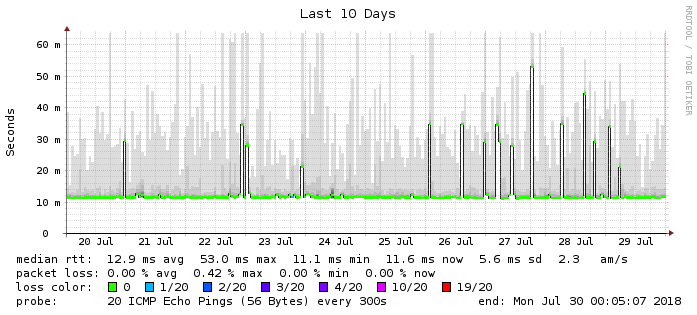 Last 10 Days
RRDTOOL / TOBI OETIKER
Seconds
60 m
50 m
40 m
30 m
20 m
10 m
0
20 Jul 21 Jul 22 Jul 23 Jul 24 Jul 25 Jul 26 Jul 27 Jul 28 Jul 29 Jul
median rtt: 12.9 ms avg 53.0 ms max 11.1 ms min 11.6 ms now 5.6 ms sd 2.3 am/s
packet loss: 0.00 % avg 0.42 % max 0.00 % min 0.00 % now
loss color: 0 1/20 2/20 3/20 4/20 10/20 19/20
probe: 20 ICMP Echo Pings (56 Bytes) every 300s end: Mon Jul 30 00:05:07 2018